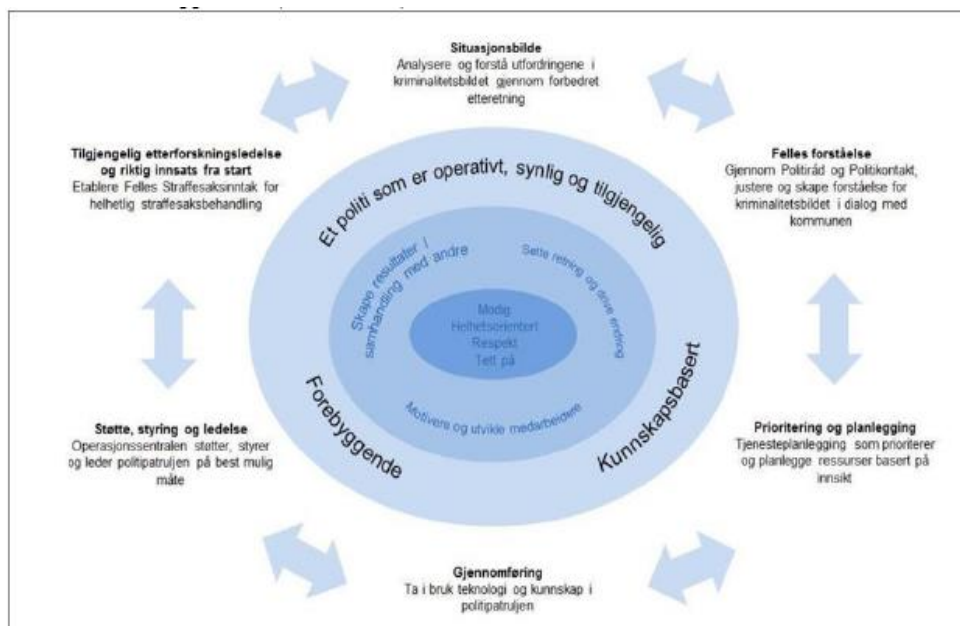 Situasjonsbilde
Analysere og forstå utfordringene i
kriminalitetsbildet gjennom forbedret
etteretning
Tilgjengelig etterforskningsledelse
og riktig innsats fra start
Etablere Felles Straffesaksinntak for
helhetlig straffesaksbehandling
Felles forståelse
Gjennom Politiråd og Politikontakt,
justere og skape forståelse for
kriminalitetsbildet i dialog med
kommunen
Et politi som er operativt, synlig og tilgjengelig
Skape resultater i
samhandling med andre
Sette retning og drive endring
Modig
Helhetsorientert
Respekt
Tett på
Motivere og utvikle medarbeidere
Forebyggende
Kunnskapsbasert
Støtte, styring og ledelse
Operasjonssentralen støtter, styrer
og leder politipatruljen på best mulig
måte
Prioritering og planlegging
Tjenesteplanlegging som prioriterer
og planlegge ressurser basert på
innsikt
Gjennomføring
Ta i bruk teknologi og kunnskap i
politipatruljen